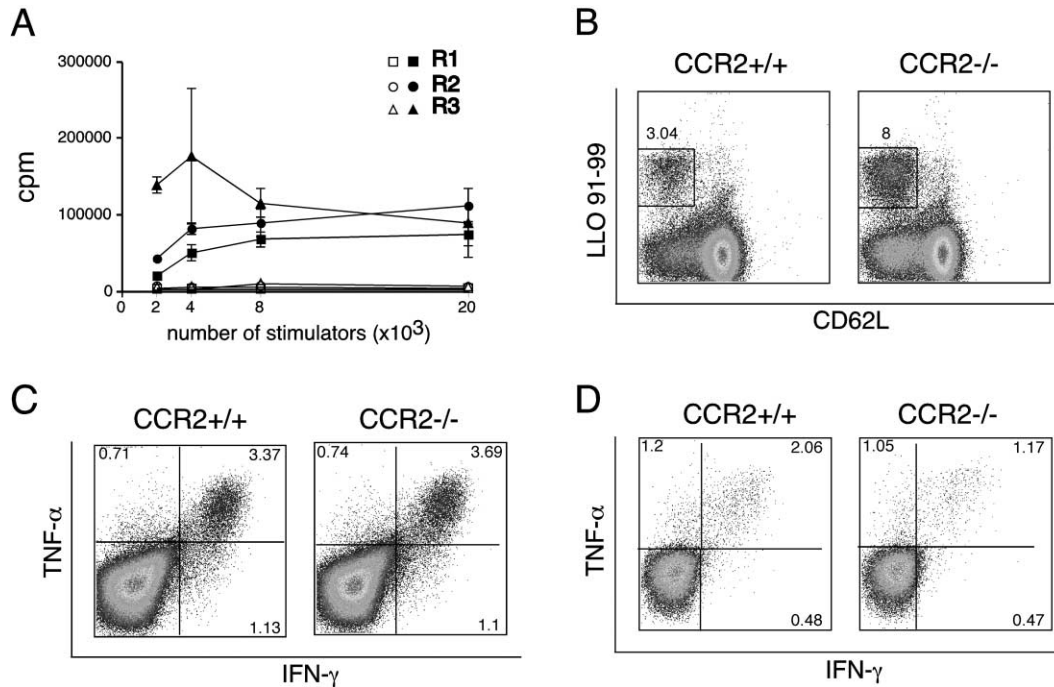 A
300000
200000
100000
0
cpm
0 2 4 8 20
number of stimulators (x10³)
R1
R2
R3
B
CCR2+/+ CCR2-/-
3.04 8
LLO 91-99
CD62L
C
CCR2+/+ CCR2-/-
0.71 3.37 0.74 3.69
TNF-α
1.13 1.1
IFN-γ
D
CCR2+/+ CCR2-/-
1.2 2.06 1.05 1.17
TNF-α
0.48 0.47
IFN-γ